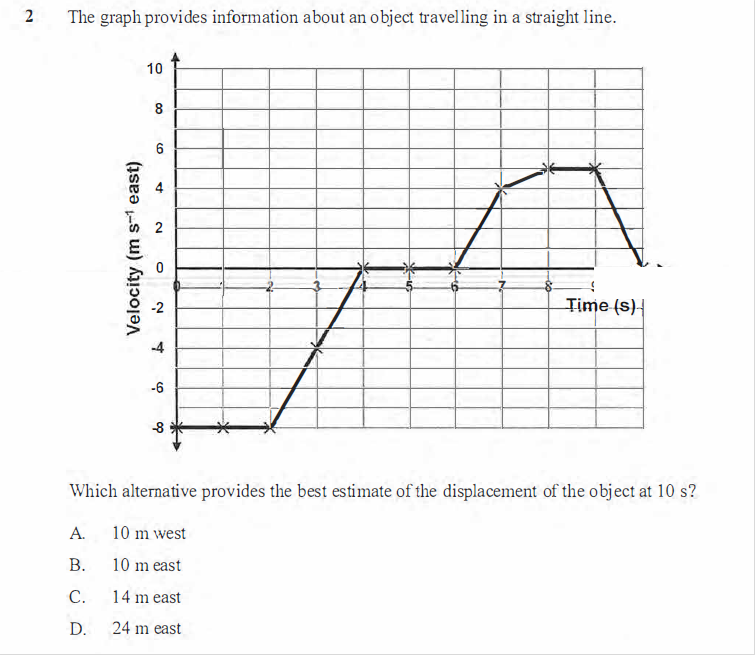 2 The graph provides information about an object travelling in a straight line.
10
8
6
4
2
0
-2
-4
-6
-8
Velocity (m s⁻¹ east)
0 2 3 4 5 6 7 8
Time (s)
Which alternative provides the best estimate of the displacement of the object at 10 s?
A. 10 m west
B. 10 m east
C. 14 m east
D. 24 m east